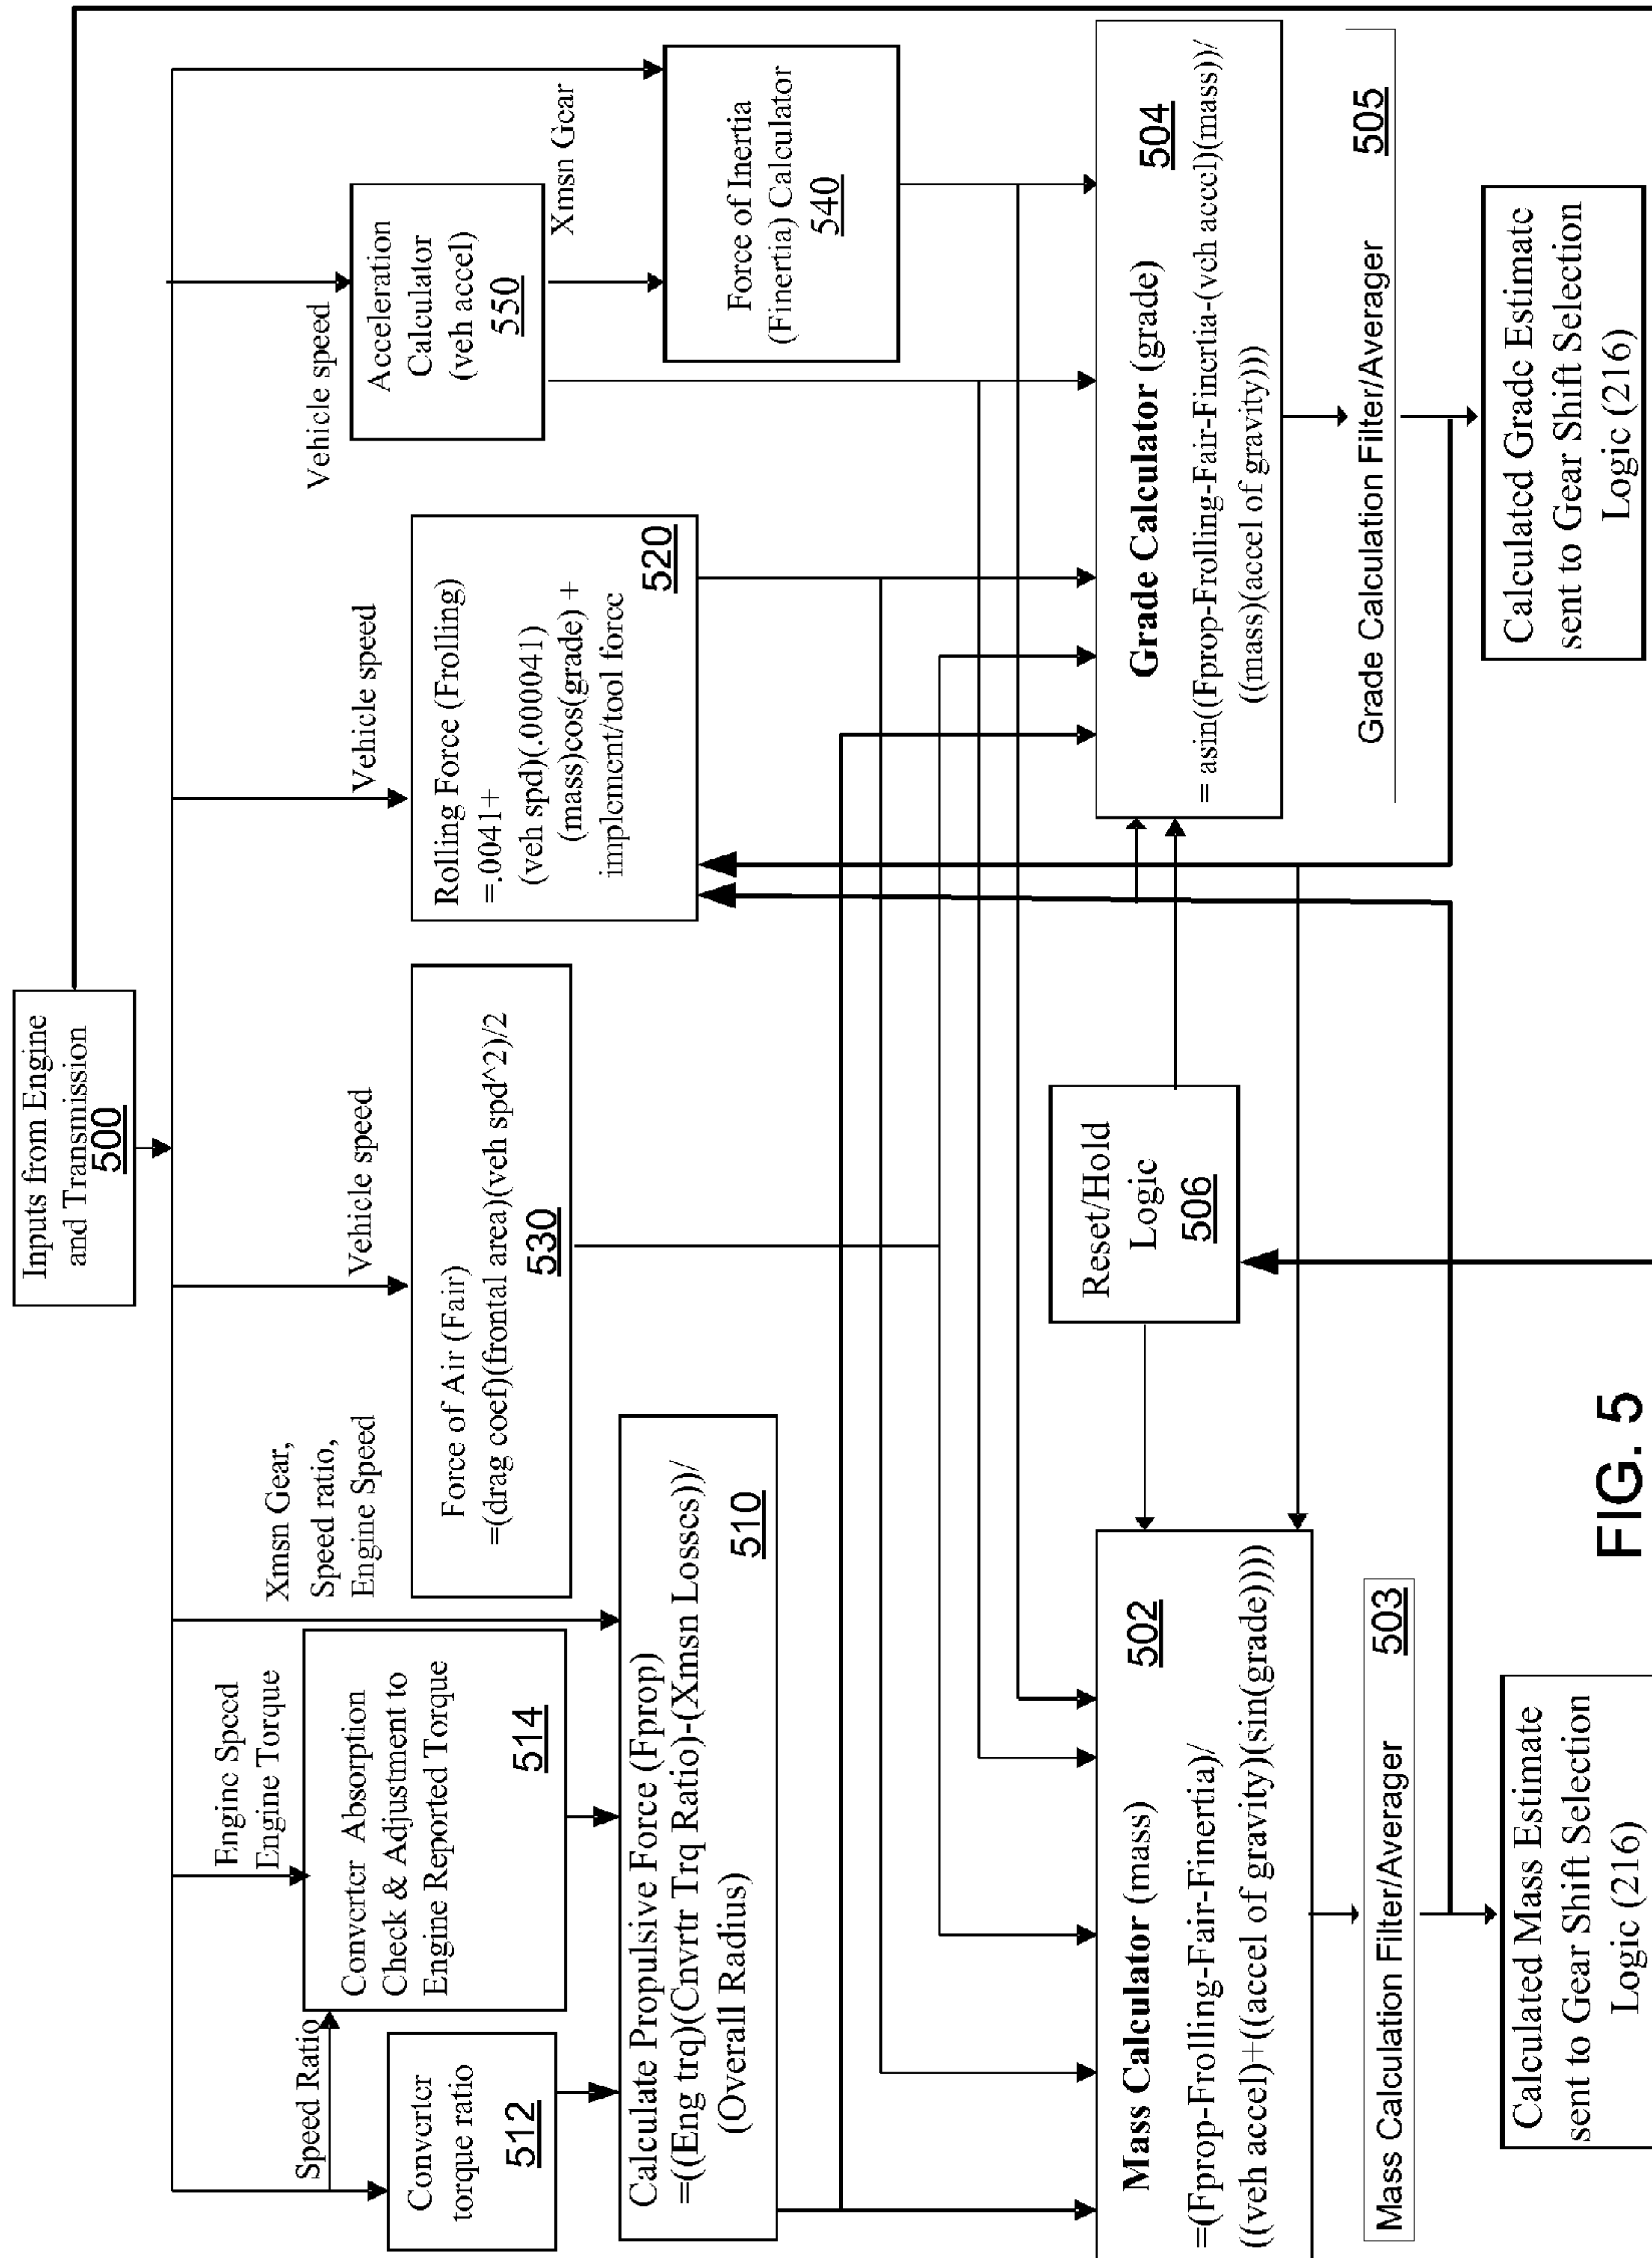 Inputs from Engine
and Transmission
500
Speed Ratio
Engine Speed
Engine Torque
Xmsn Gear,
Speed ratio,
Engine Speed
Vehicle speed
Vehicle speed
Vehicle speed
Xmsn Gear
Converter
torque ratio
512
Converter Absorption
Check & Adjustment to
Engine Reported Torque
514
Force of Air (Fair)
=(drag coef)(frontal area)(veh spd^2)/2
530
Rolling Force (Frolling)
=.0041+
(veh spd)(.000041)
(mass)cos(grade) +
implement/tool force
520
Acceleration
Calculator
(veh accel)
550
Calculate Propulsive Force (Fprop)
=((Eng trq)(Cnvrtr Trq Ratio)-(Xmsn Losses))/
(Overall Radius)
510
Force of Inertia
(Finertia) Calculator
540
Mass Calculator (mass)
502
=(Fprop-Frolling-Fair-Finertia)/
((veh accel)+((accel of gravity)(sin(grade))))
Reset/Hold
Logic
506
Grade Calculator (grade)
504
= asin((Fprop-Frolling-Fair-Finertia-(veh accel)(mass))/
((mass)(accel of gravity)))
Mass Calculation Filter/Averager
503
Grade Calculation Filter/Averager
505
Calculated Mass Estimate
sent to Gear Shift Selection
Logic (216)
Calculated Grade Estimate
sent to Gear Shift Selection
Logic (216)
FIG. 5